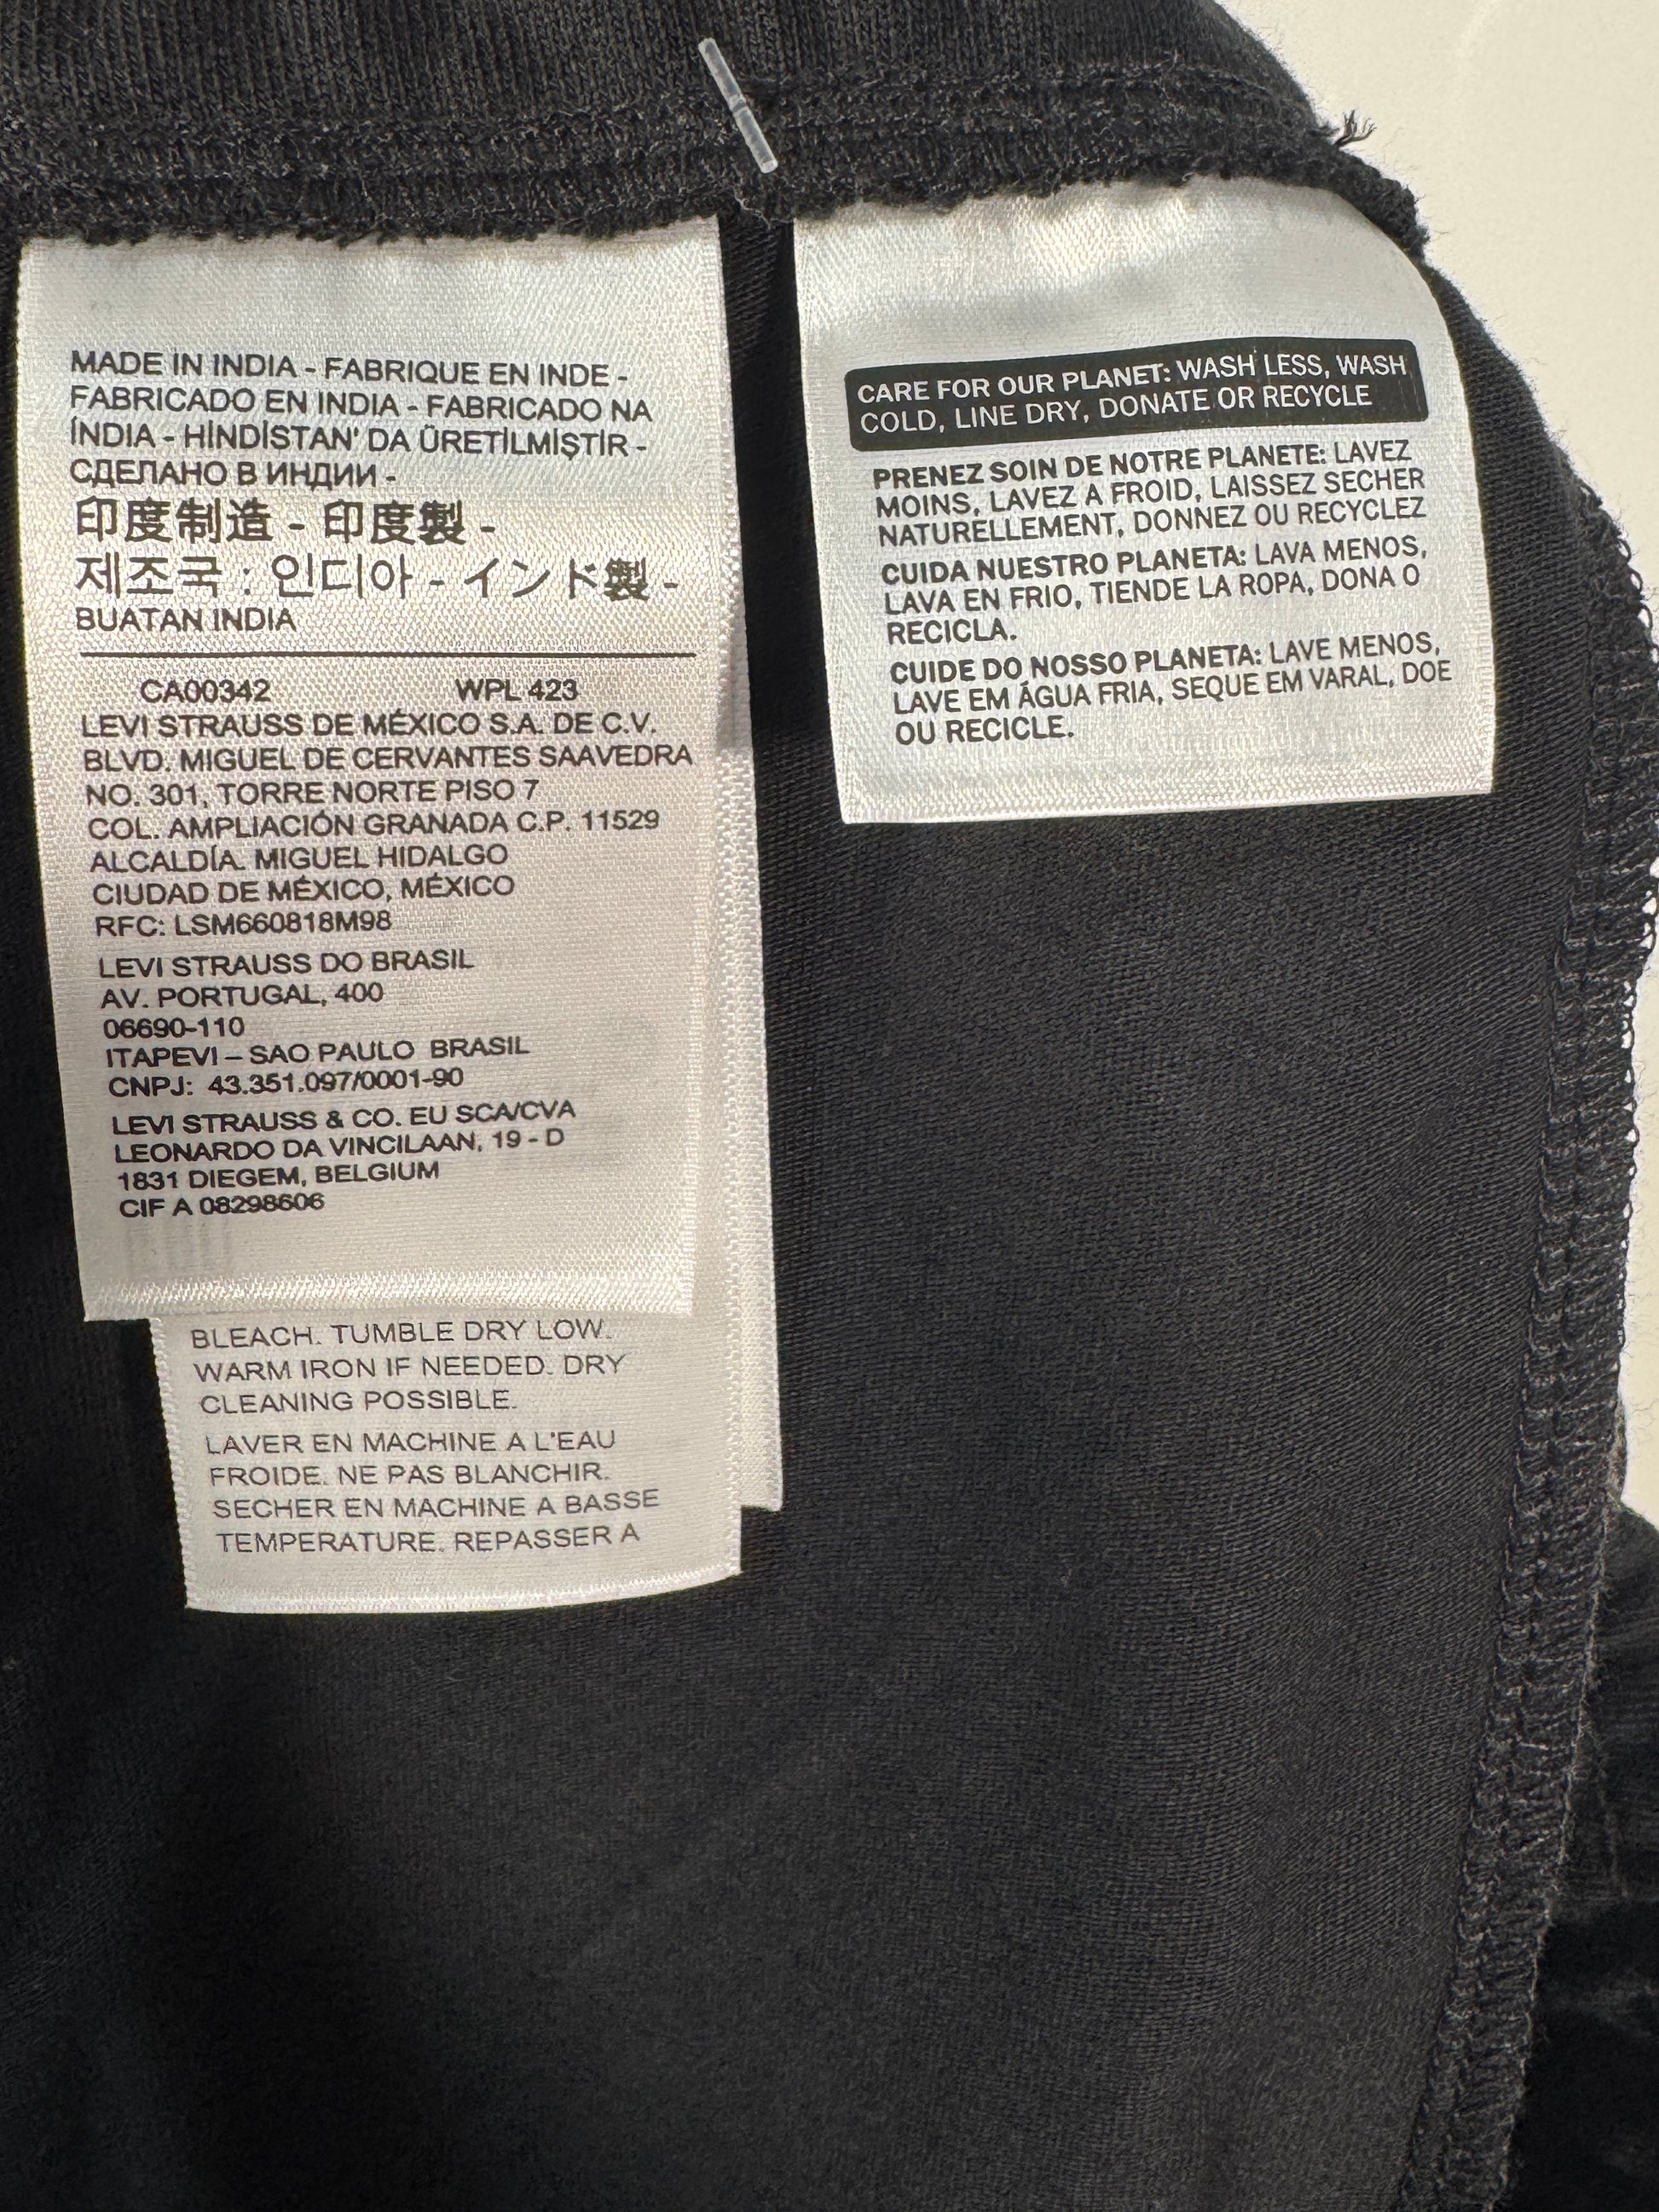 MADE IN INDIA - FABRIQUE EN INDE -
FABRICADO EN INDIA - FABRICADO NA
ÍNDIA - HİNDİSTAN' DA ÜRETİLMİŞTİR -
СДЕЛАНО В ИНДИИ -
印度制造 - 印度製 -
제조국 : 인디아 - インド製 -
BUATAN INDIA
CA00342 WPL 423
LEVI STRAUSS DE MÉXICO S.A. DE C.V.
BLVD. MIGUEL DE CERVANTES SAAVEDRA
NO. 301, TORRE NORTE PISO 7
COL. AMPLIACIÓN GRANADA C.P. 11529
ALCALDÍA. MIGUEL HIDALGO
CIUDAD DE MÉXICO, MÉXICO
RFC: LSM660818M98
LEVI STRAUSS DO BRASIL
AV. PORTUGAL, 400
06690-110
ITAPEVI – SAO PAULO BRASIL
CNPJ: 43.351.097/0001-90
LEVI STRAUSS & CO. EU SCA/CVA
LEONARDO DA VINCILAAN, 19 - D
1831 DIEGEM, BELGIUM
CIF A 08298606
BLEACH. TUMBLE DRY LOW.
WARM IRON IF NEEDED. DRY
CLEANING POSSIBLE.
LAVER EN MACHINE A L'EAU
FROIDE. NE PAS BLANCHIR.
SECHER EN MACHINE A BASSE
TEMPERATURE. REPASSER A
CARE FOR OUR PLANET: WASH LESS, WASH
COLD, LINE DRY, DONATE OR RECYCLE
PRENEZ SOIN DE NOTRE PLANETE: LAVEZ
MOINS, LAVEZ A FROID, LAISSEZ SECHER
NATURELLEMENT, DONNEZ OU RECYCLEZ
CUIDA NUESTRO PLANETA: LAVA MENOS,
LAVA EN FRIO, TIENDE LA ROPA, DONA O
RECICLA.
CUIDE DO NOSSO PLANETA: LAVE MENOS,
LAVE EM ÁGUA FRIA, SEQUE EM VARAL, DOE
OU RECICLE.